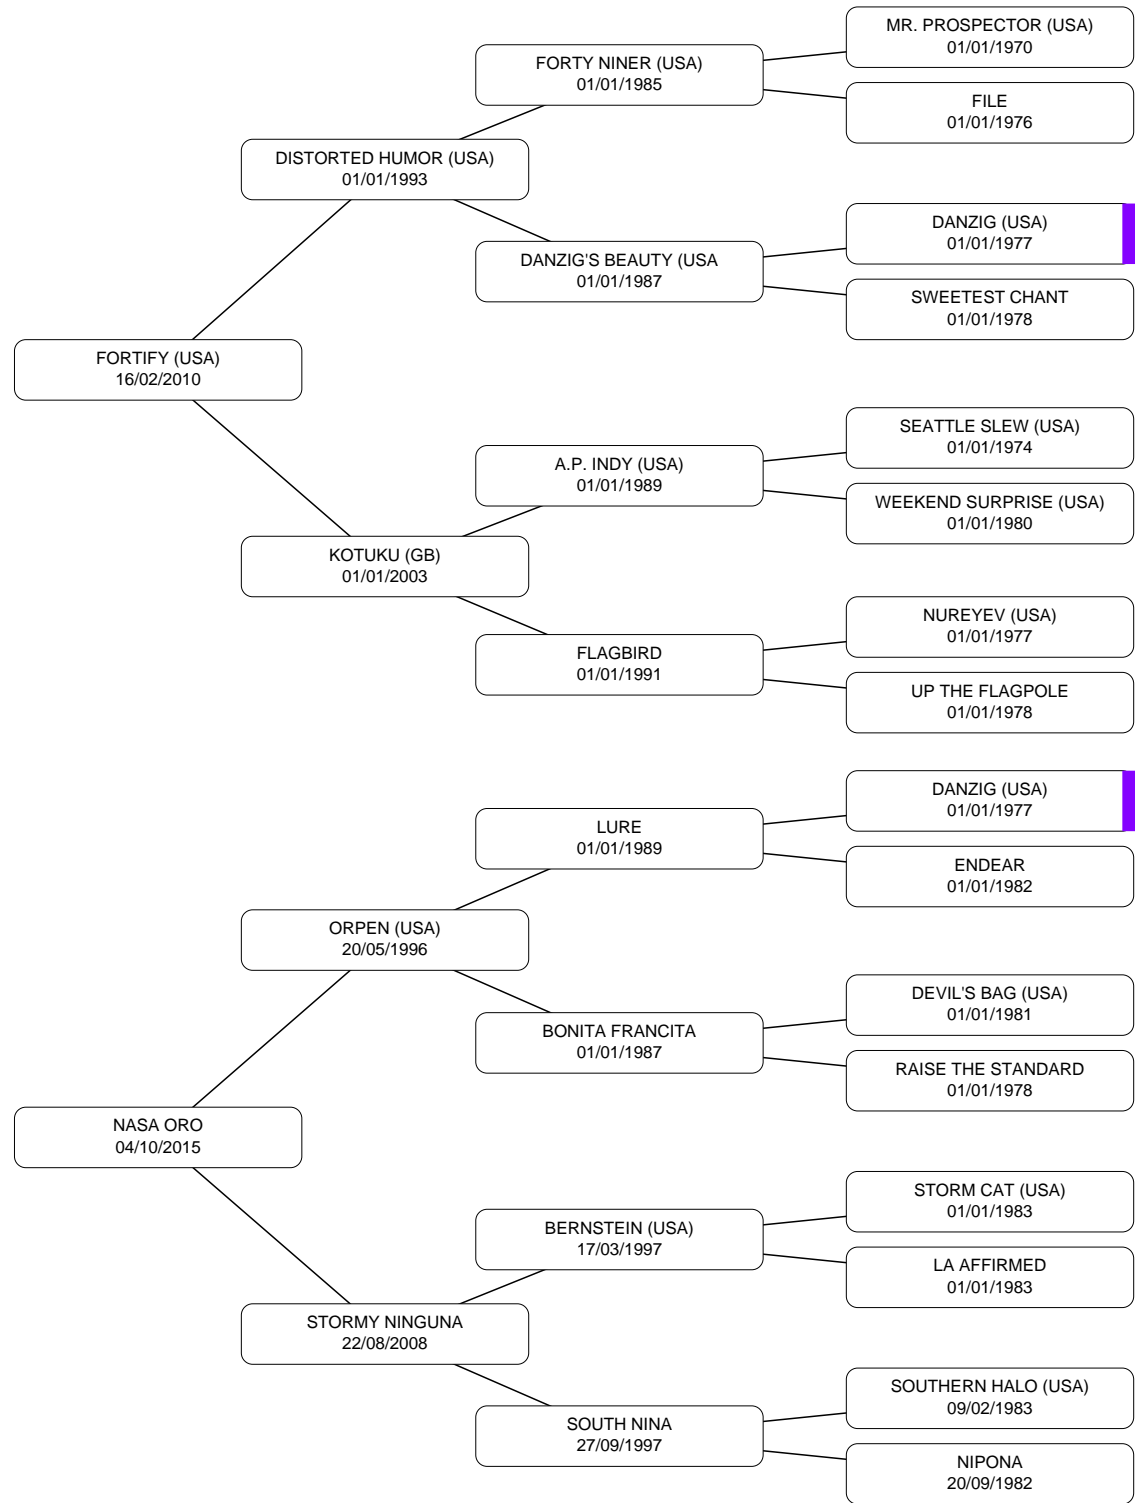 MR. PROSPECTOR (USA)
01/01/1970
FORTY NINER (USA)
01/01/1985
FILE
01/01/1976
DISTORTED HUMOR (USA)
01/01/1993
DANZIG (USA)
01/01/1977
DANZIG'S BEAUTY (USA
01/01/1987
SWEETEST CHANT
01/01/1978
FORTIFY (USA)
16/02/2010
SEATTLE SLEW (USA)
01/01/1974
A.P. INDY (USA)
01/01/1989
WEEKEND SURPRISE (USA)
01/01/1980
KOTUKU (GB)
01/01/2003
NUREYEV (USA)
01/01/1977
FLAGBIRD
01/01/1991
UP THE FLAGPOLE
01/01/1978
DANZIG (USA)
01/01/1977
LURE
01/01/1989
ENDEAR
01/01/1982
ORPEN (USA)
20/05/1996
DEVIL'S BAG (USA)
01/01/1981
BONITA FRANCITA
01/01/1987
RAISE THE STANDARD
01/01/1978
NASA ORO
04/10/2015
STORM CAT (USA)
01/01/1983
BERNSTEIN (USA)
17/03/1997
LA AFFIRMED
01/01/1983
STORMY NINGUNA
22/08/2008
SOUTHERN HALO (USA)
09/02/1983
SOUTH NINA
27/09/1997
NIPONA
20/09/1982